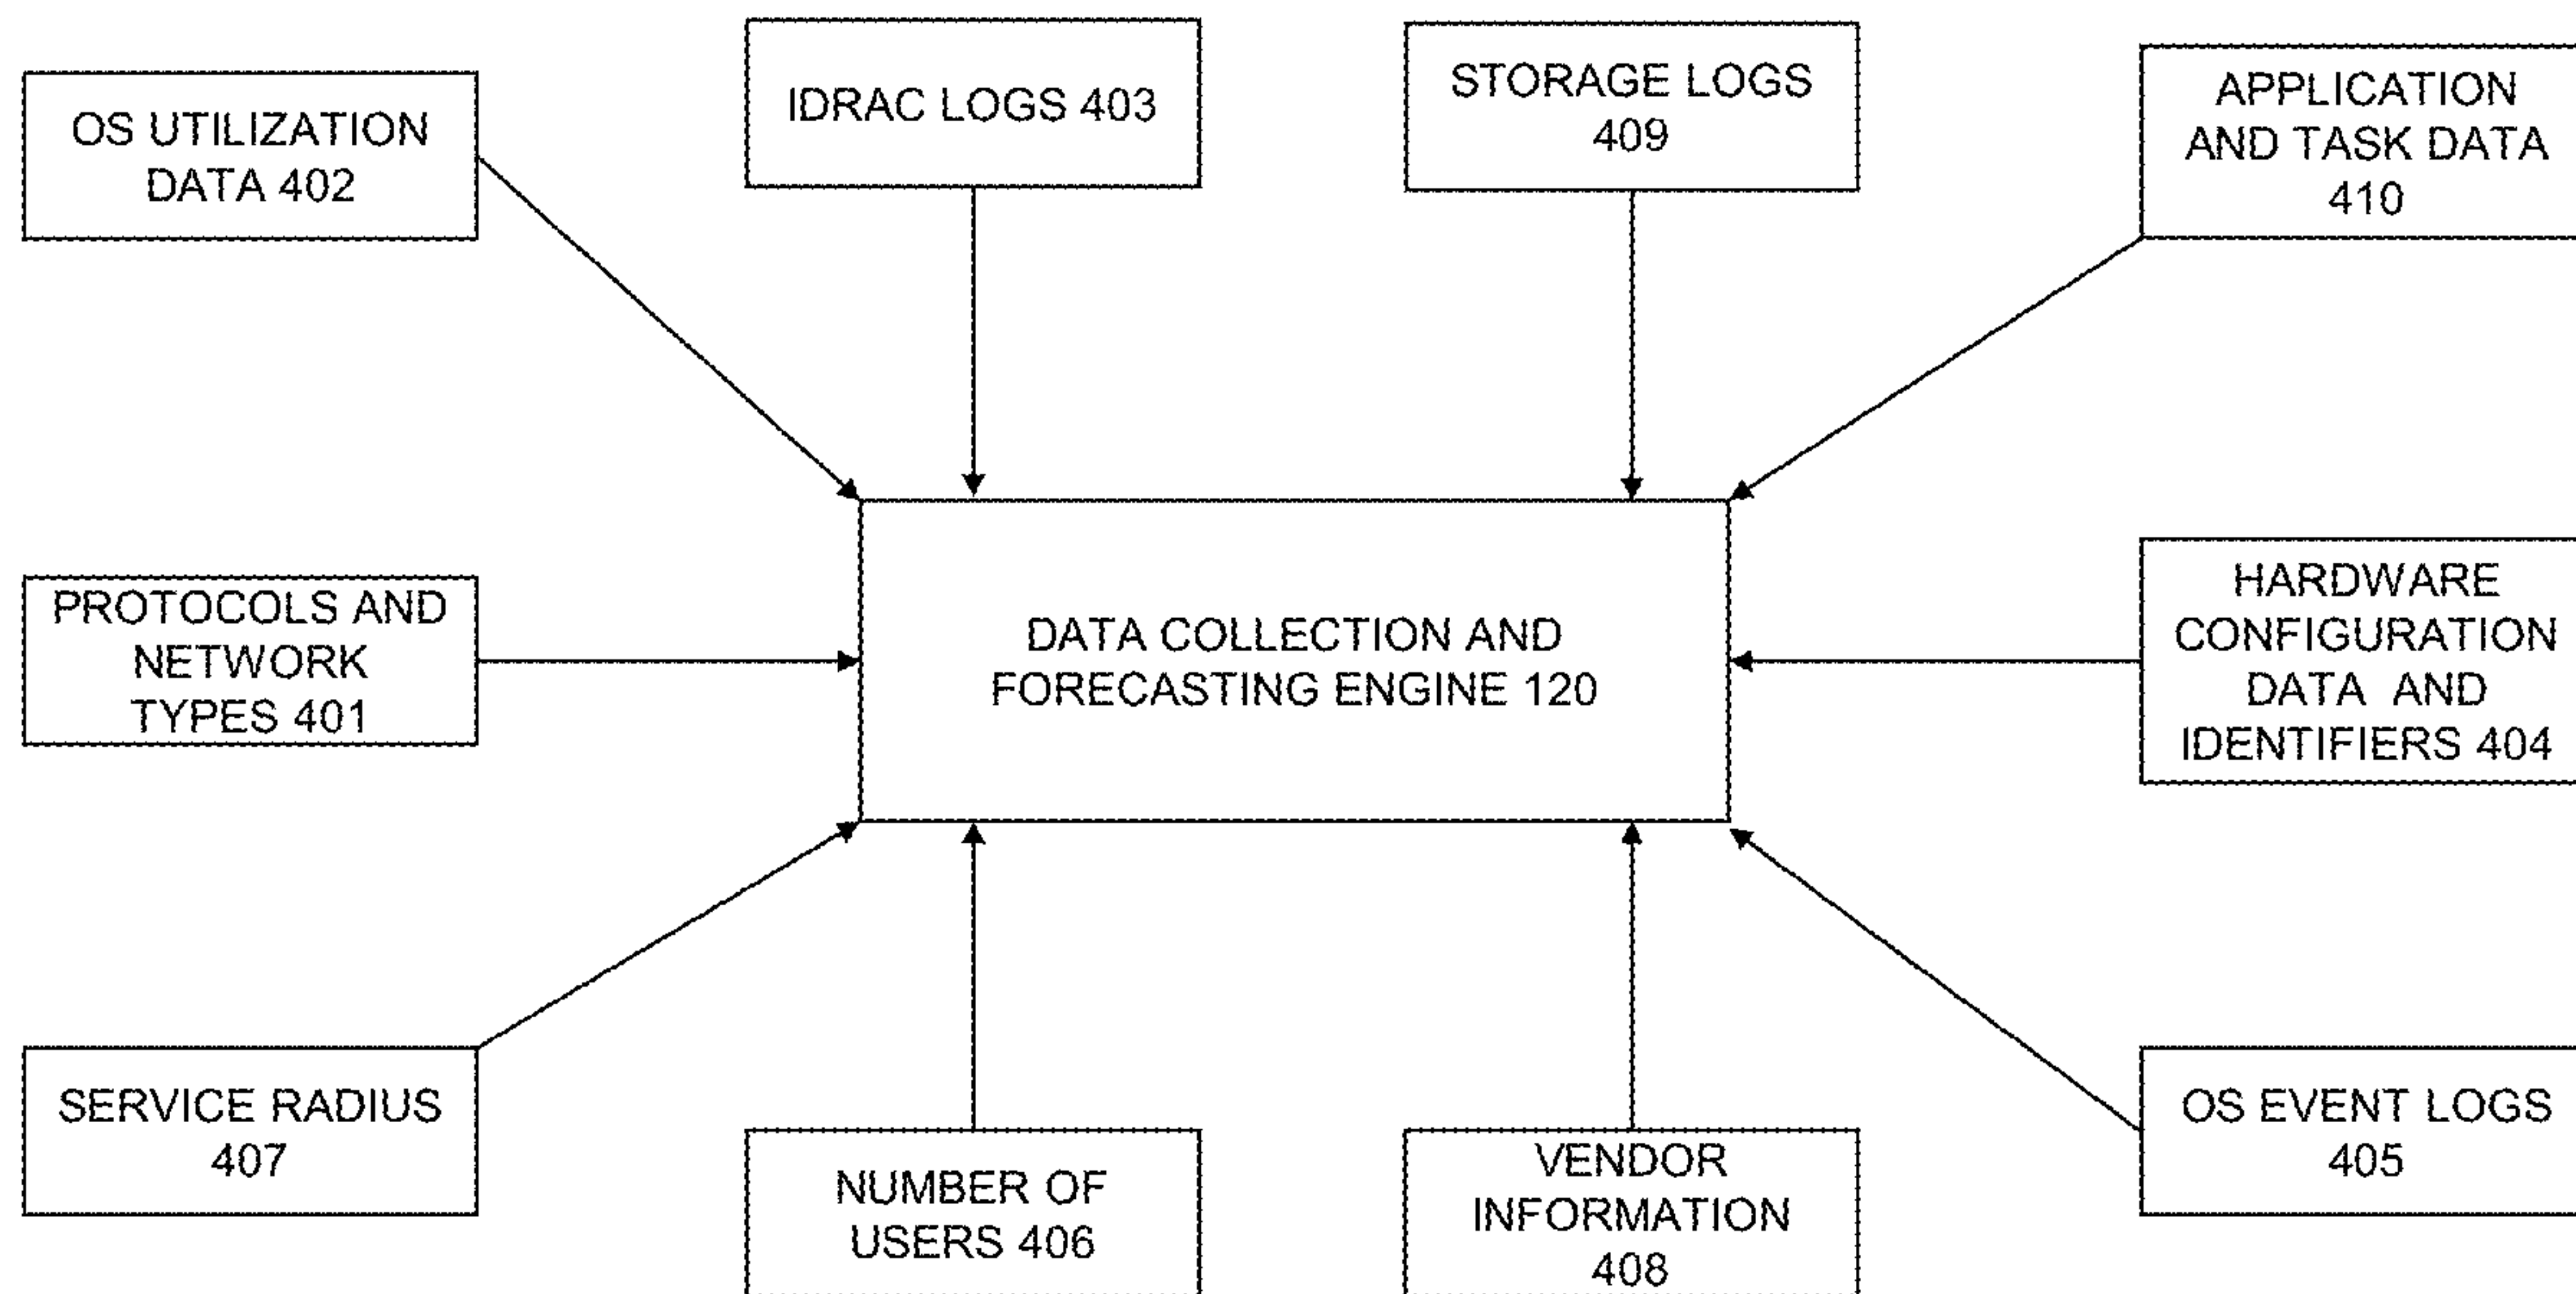 OS UTILIZATION
DATA 402
IDRAC LOGS 403
STORAGE LOGS
409
APPLICATION
AND TASK DATA
410
PROTOCOLS AND
NETWORK
TYPES 401
DATA COLLECTION AND
FORECASTING ENGINE 120
HARDWARE
CONFIGURATION
DATA AND
IDENTIFIERS 404
SERVICE RADIUS
407
NUMBER OF
USERS 406
VENDOR
INFORMATION
408
OS EVENT LOGS
405